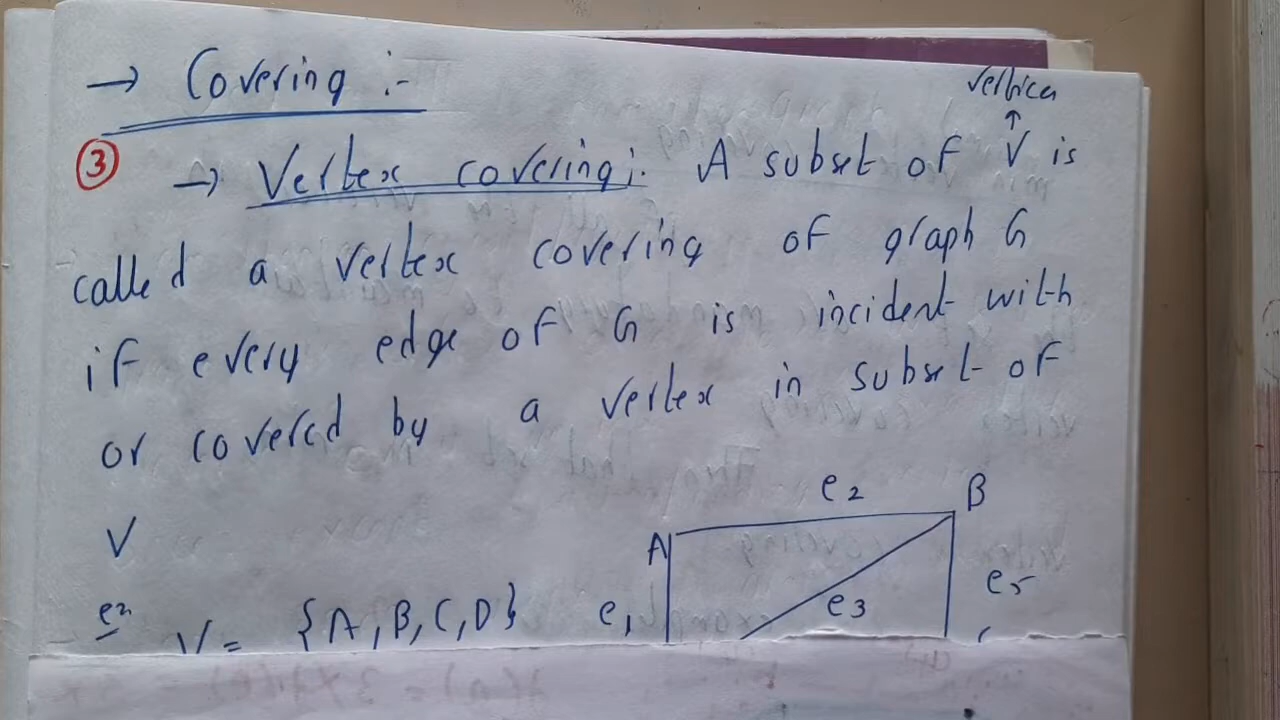 → Covering :-
vertices
↑
③ → Vertex covering :- A subset of V is
called a vertex covering of graph G
if every edge of G is incident with
or covered by a vertex in subset of
V
e2 B
A
e3 e5
e1
V = {A, B, C, D}